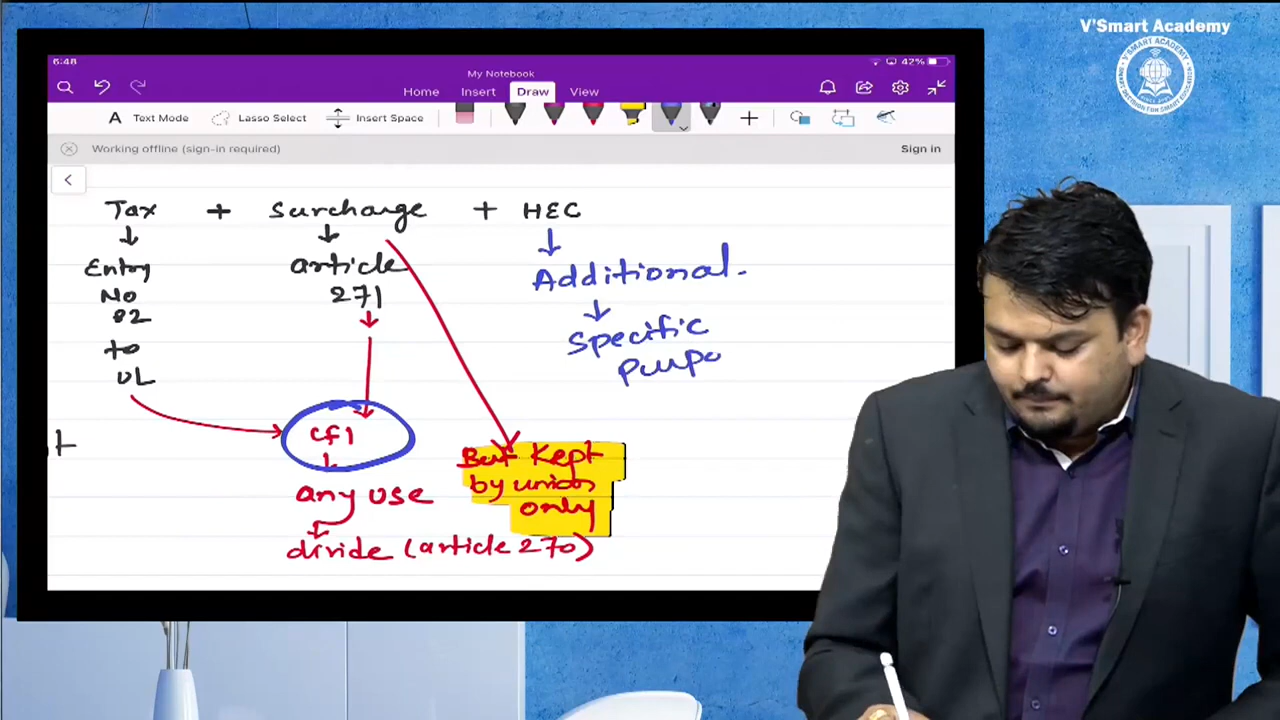 V'Smart Academy
6:48
42%
My Notebook
Home Insert Draw View
Text Mode Lasso Select Insert Space
Working offline (sign-in required) Sign in
Tax + Surcharge + HEC
Entry No 82 to UL
article 271
Additional.
Specific
Purpo
cf1
any use
divide (article 270)
But Kept
by union
only